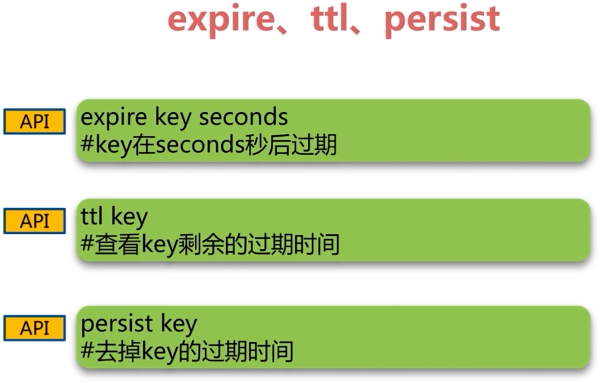 expire、ttl、persist
API
expire key seconds
#key在seconds秒后过期
API
ttl key
#查看key剩余的过期时间
API
persist key
#去掉key的过期时间